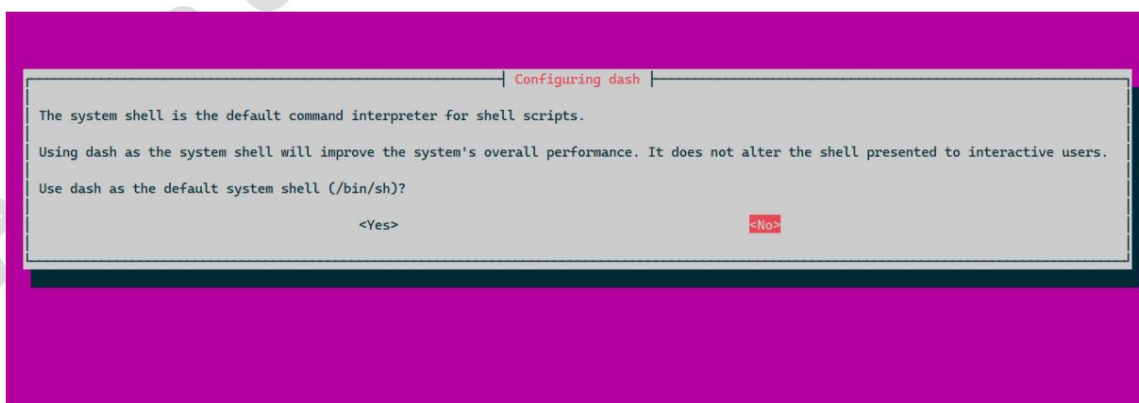 Configuring dash
The system shell is the default command interpreter for shell scripts.
Using dash as the system shell will improve the system's overall performance. It does not alter the shell presented to interactive users.
Use dash as the default system shell (/bin/sh)?
<Yes> <No>